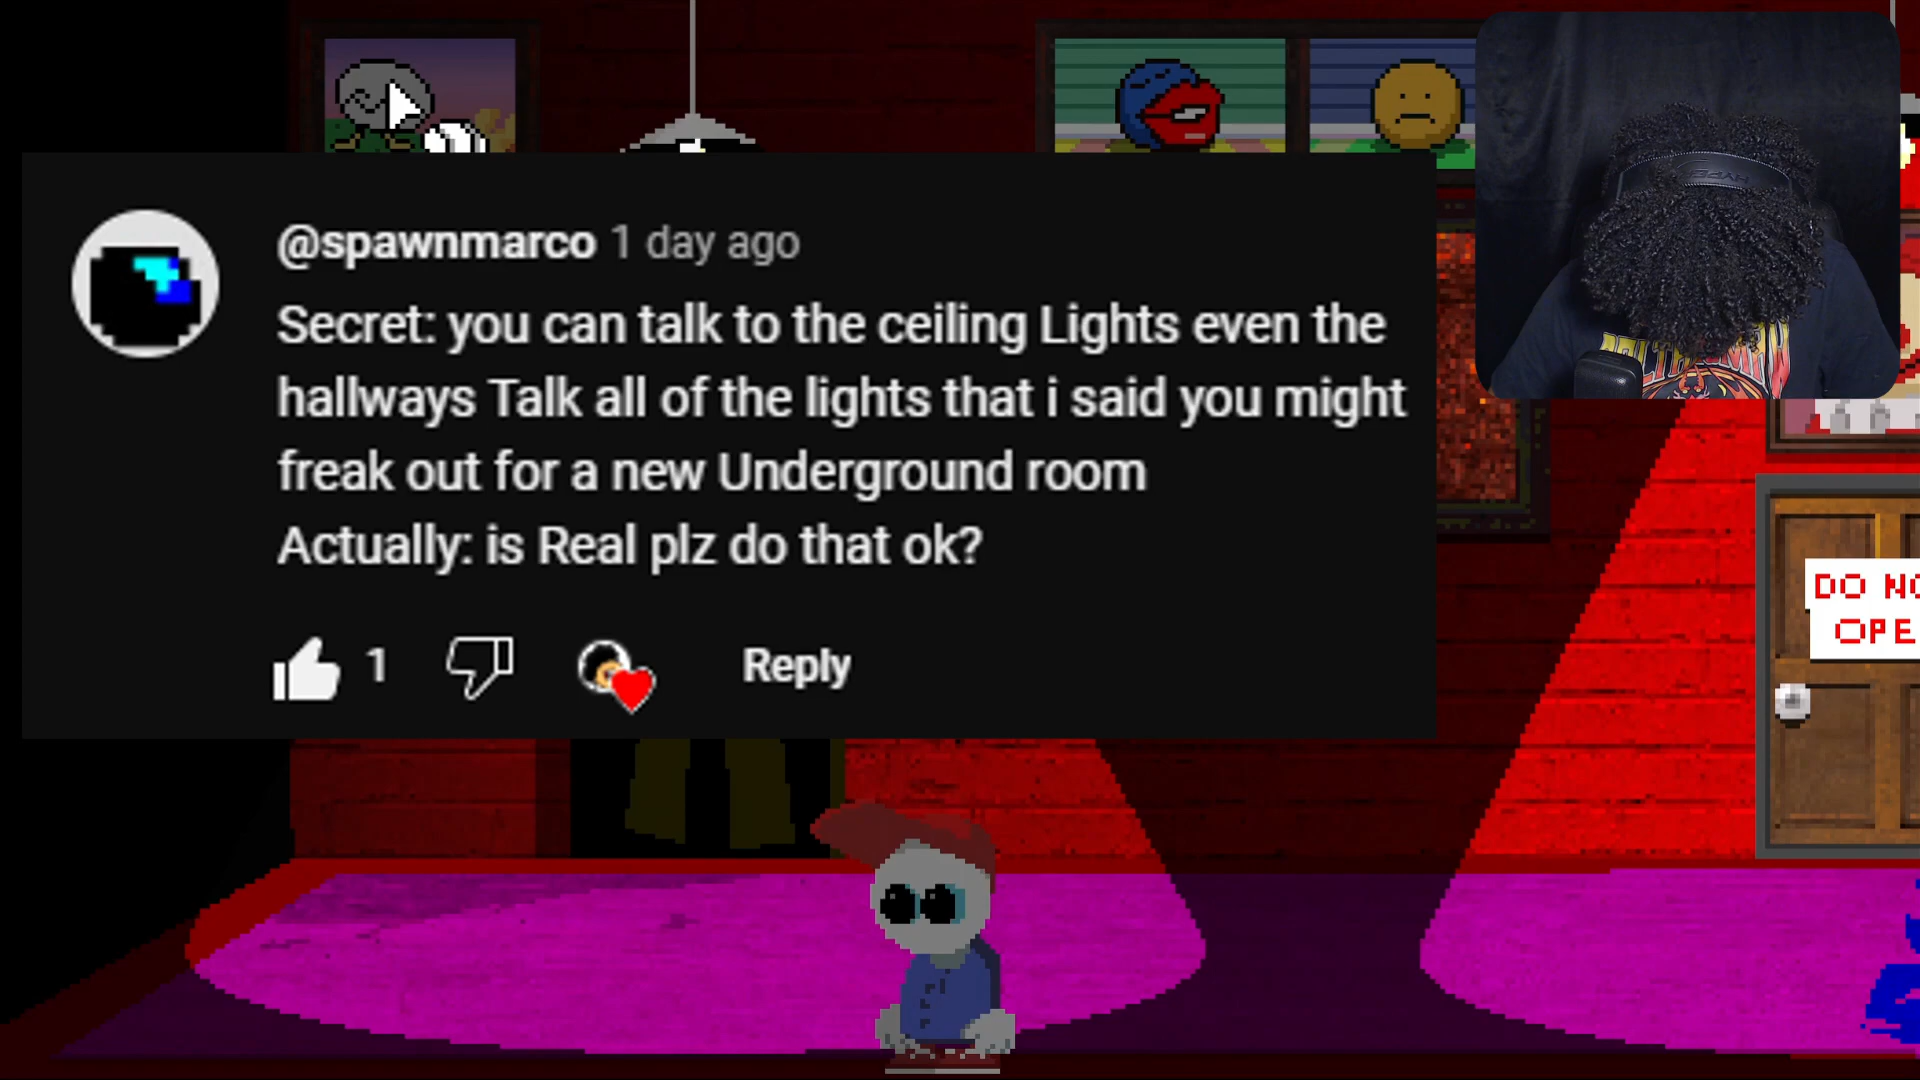 @spawnmarco 1 day ago
Secret: you can talk to the ceiling Lights even the
hallways Talk all of the lights that i said you might
freak out for a new Underground room
Actually: is Real plz do that ok?
1
Reply
DO NO
OPE